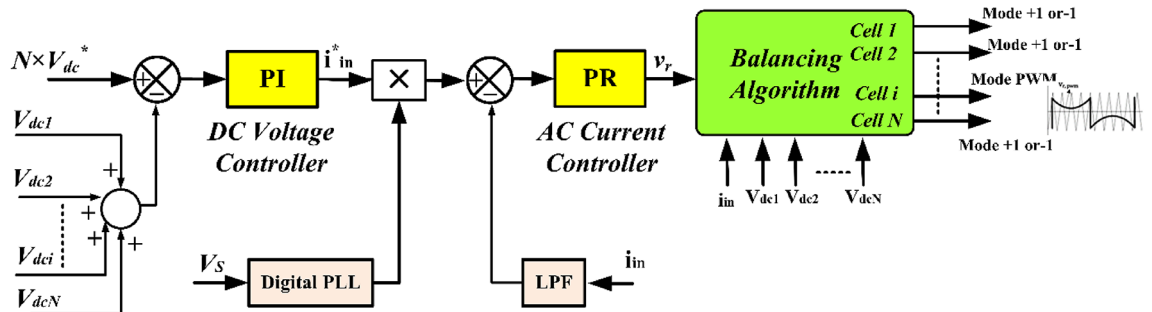 N×Vdc*
+
−
PI
i*in
×
+
−
PR
vr
Balancing
Algorithm
Cell 1
Cell 2
Cell i
Cell N
Mode +1 or-1
Mode +1 or-1
Mode PWM
vr,pwm
Mode +1 or-1
DC Voltage
Controller
AC Current
Controller
Vdc1
Vdc2
Vdci
VdcN
+
+
+
+
iin
Vdc1
Vdc2
VdcN
VS
Digital PLL
LPF
iin